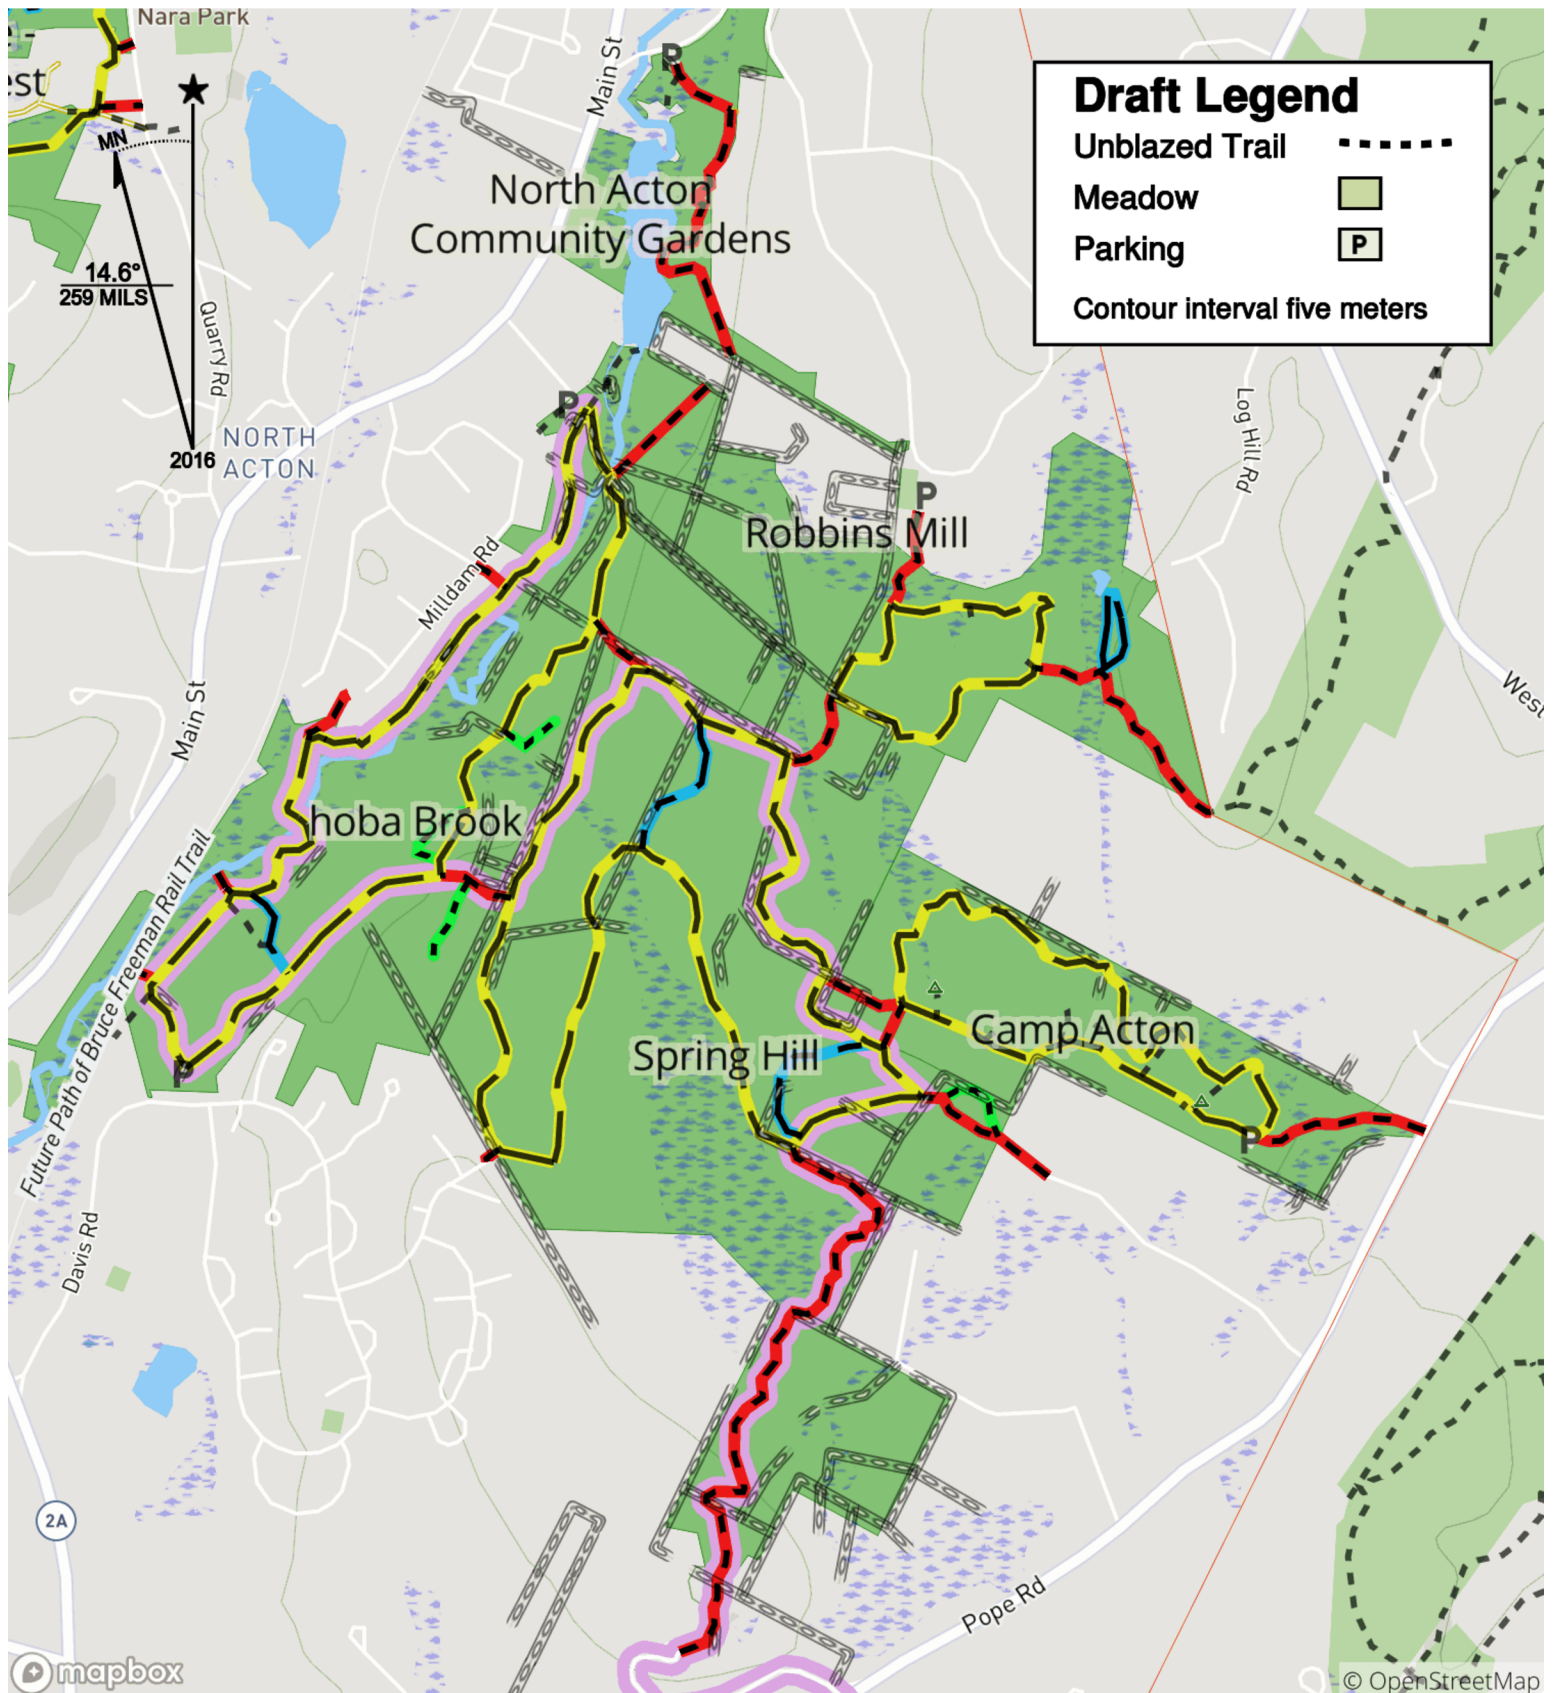 Nara Park
est
MN
14.6°
259 MILS
2016
Quarry Rd
NORTH
ACTON
Main St
P
North Acton
Community Gardens
Draft Legend
Unblazed Trail
Meadow
Parking
P
Contour interval five meters
Log Hill Rd
P
P
Robbins Mill
Milldam Rd
Main St
West
hoba Brook
Future Path of Bruce Freeman Rail Trail
Camp Acton
Spring Hill
P
P
Davis Rd
2A
Pope Rd
mapbox
© OpenStreetMap